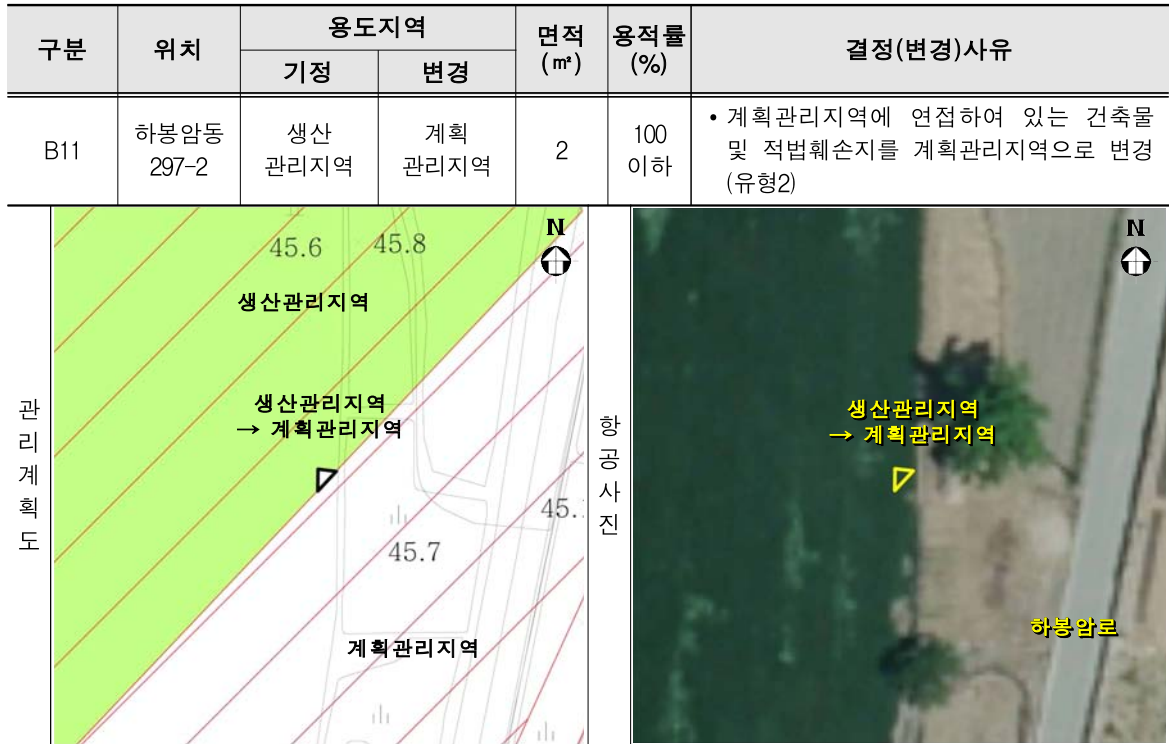 구분
위치
용도지역
기정
변경
면적
(㎡)
용적률
(%)
결정(변경)사유
B11
하봉암동
297-2
생산
관리지역
계획
관리지역
2
100
이하
• 계획관리지역에 연접하여 있는 건축물
및 적법훼손지를 계획관리지역으로 변경
(유형2)
관리계획도
45.6
45.8
N
생산관리지역
생산관리지역
→ 계획관리지역
45.
45.7
계획관리지역
항공사진
N
생산관리지역
→ 계획관리지역
하봉암로